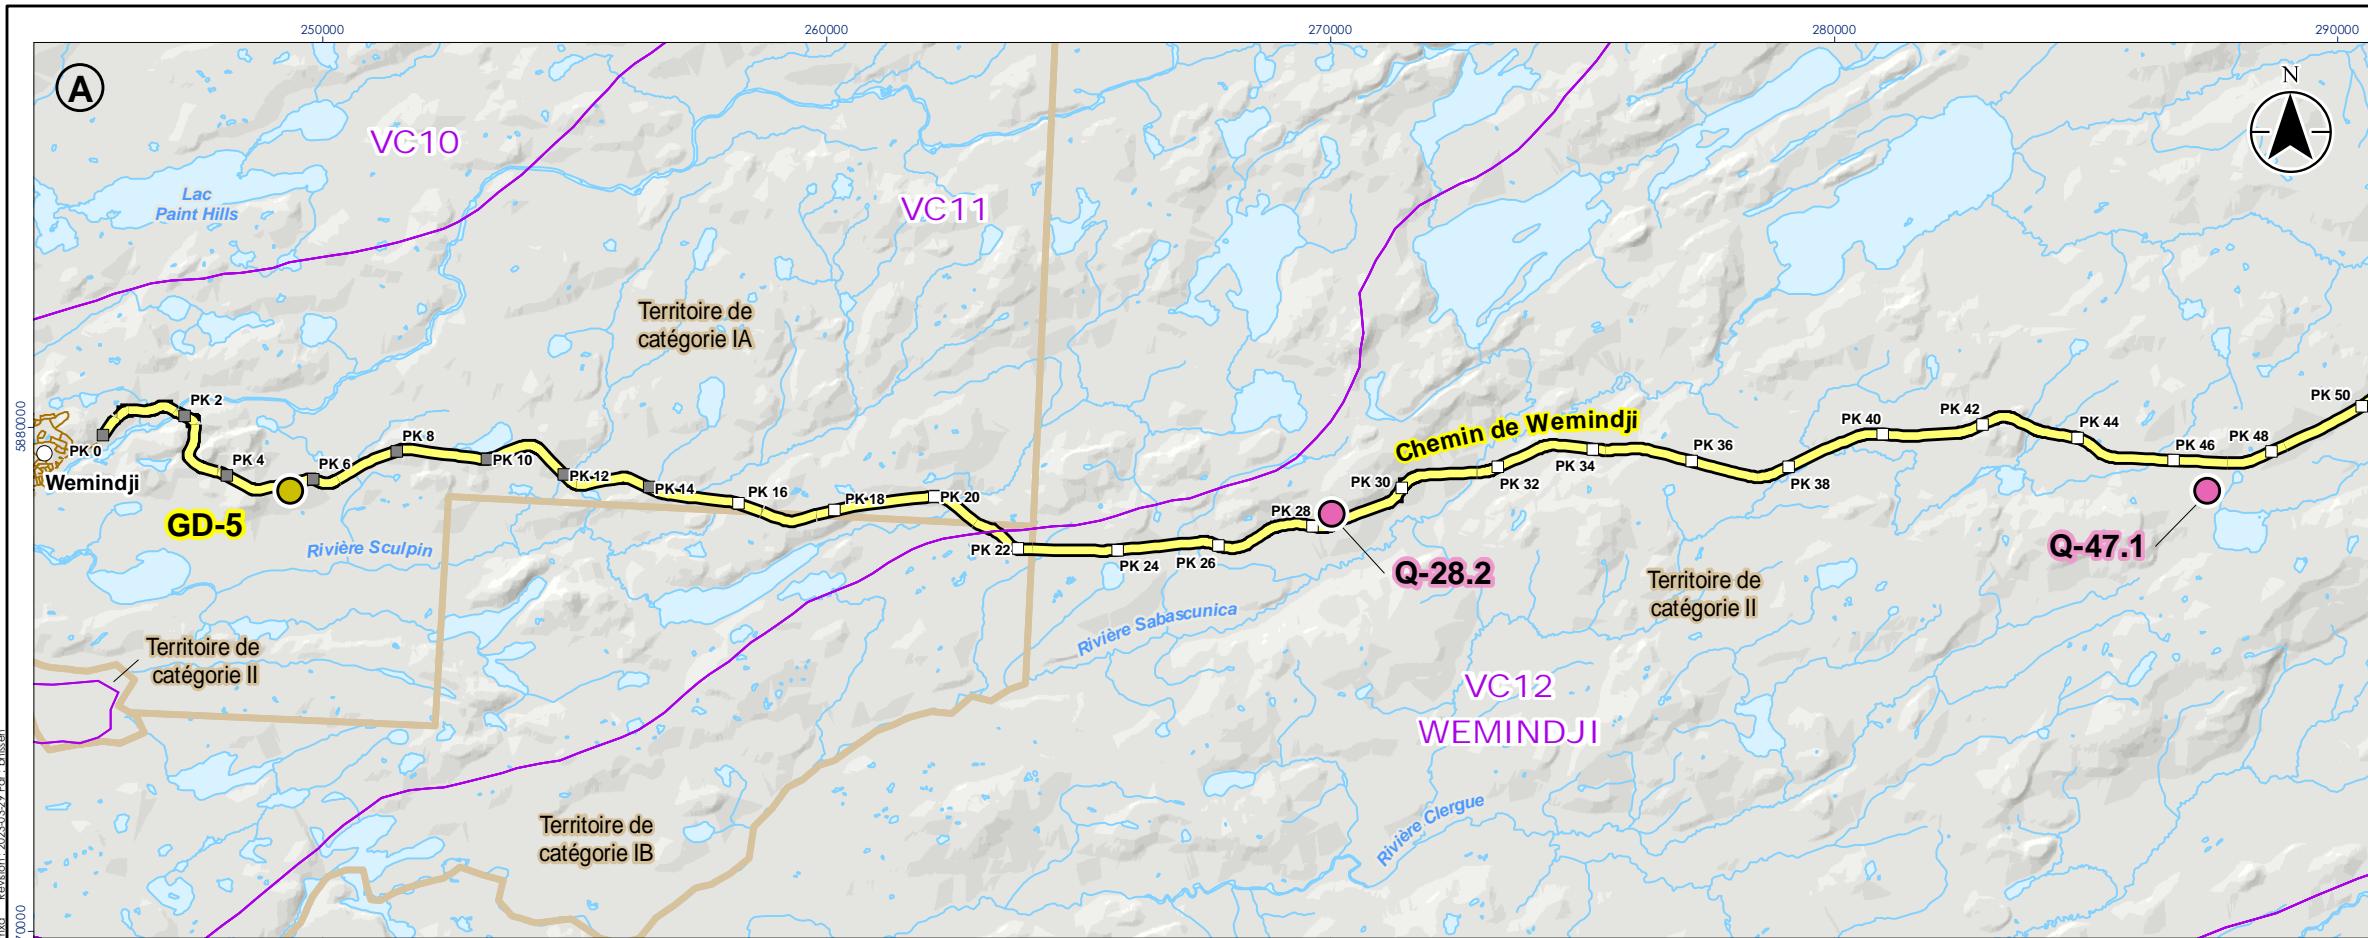 250000
260000
270000
280000
290000
A
N
VC10
Lac
Paint Hills
VC11
Territoire de
catégorie IA
5880000
PK 0
PK 2
PK 4
PK 6
PK 8
PK 10
PK 12
PK 14
PK 16
PK 18
PK 20
PK 22
PK 24
PK 26
PK 28
PK 30
PK 32
PK 34
PK 36
PK 38
PK 40
PK 42
PK 44
PK 46
PK 48
PK 50
Chemin de Wemindji
Wemindji
GD-5
Rivière Sculpin
Q-28.2
Q-47.1
Territoire de
catégorie II
Rivière Sabascunica
Territoire de
catégorie II
VC12
WEMINDJI
Rivière Clergue
Territoire de
catégorie IB